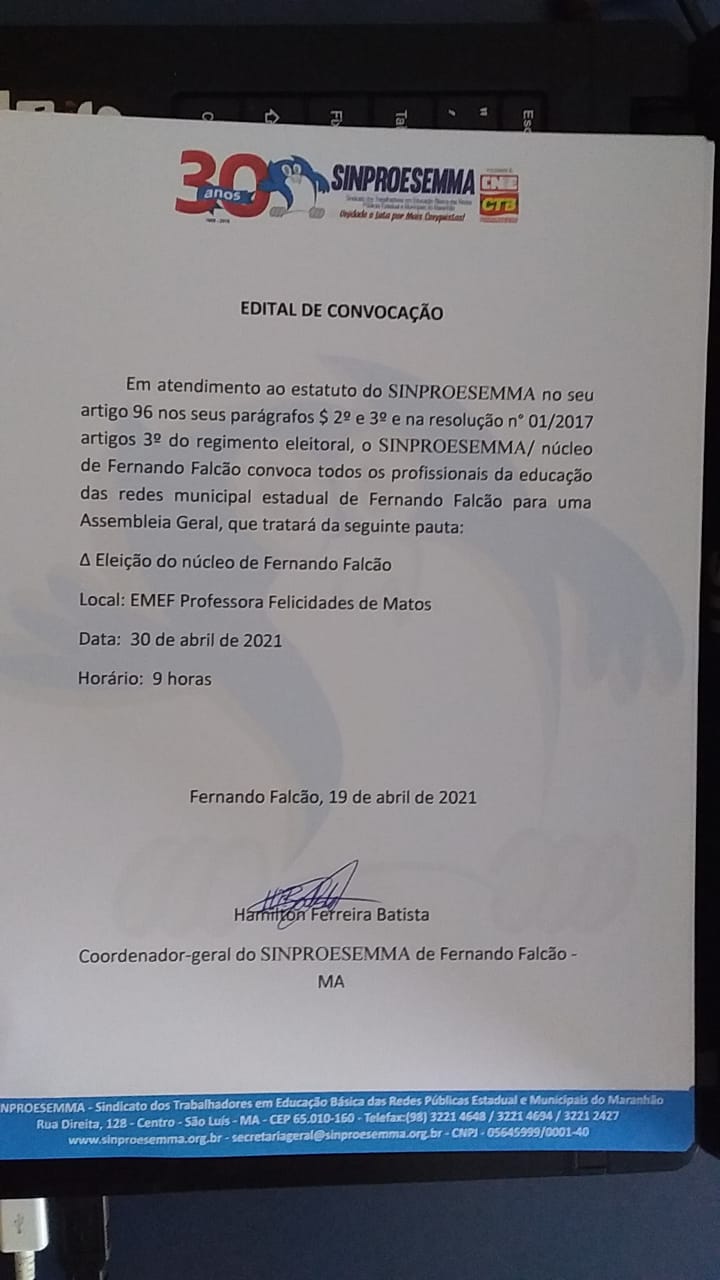 Esc
Ta
Fix
30
anos
SINPROESEMMA
Sindicato dos Trabalhadores em Educação Básica das Redes
Públicas Estadual e Municipais do Maranhão
Unidade e Luta por Mais Conquistas!
CNE
CTB
EDITAL DE CONVOCAÇÃO
Em atendimento ao estatuto do SINPROESEMMA no seu
artigo 96 nos seus parágrafos $ 2º e 3º e na resolução n° 01/2017
artigos 3º do regimento eleitoral, o SINPROESEMMA/ núcleo
de Fernando Falcão convoca todos os profissionais da educação
das redes municipal estadual de Fernando Falcão para uma
Assembleia Geral, que tratará da seguinte pauta:
Δ Eleição do núcleo de Fernando Falcão
Local: EMEF Professora Felicidades de Matos
Data: 30 de abril de 2021
Horário: 9 horas
Fernando Falcão, 19 de abril de 2021
Hamilton Ferreira Batista
Coordenador-geral do SINPROESEMMA de Fernando Falcão -
MA
NPROESEMMA - Sindicato dos Trabalhadores em Educação Básica das Redes Públicas Estadual e Municipais do Maranhão
Rua Direita, 128 - Centro - São Luís - MA - CEP 65.010-160 - Telefax:(98) 3221 4648 / 3221 4694 / 3221 2427
www.sinproesemma.org.br - secretariageral@sinproesemma.org.br - CNPJ - 05645999/0001-40